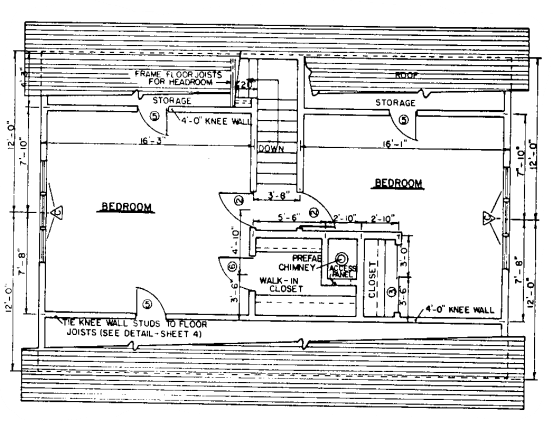 FRAME FLOOR JOISTS
FOR HEADROOM
ROOF
STORAGE
STORAGE
5
4'-0" KNEE WALL
5
16'-3"
DOWN
16'-1"
12'-0"
7'-10"
7'-10"
12'-0"
BEDROOM
BEDROOM
2
3'-8"
2
5'-6"
2'-10"
2'-10"
C
C
4'-10"
PREFAB
CHIMNEY
ACCESS
PANEL
CLOSET
3'-0"
6
WALK-IN
CLOSET
3'-6"
3'-6"
7'-8"
7'-8"
12'-0"
12'-0"
5
4'-0" KNEE WALL
TIE KNEE WALL STUDS TO FLOOR
JOISTS (SEE DETAIL-SHEET 4)